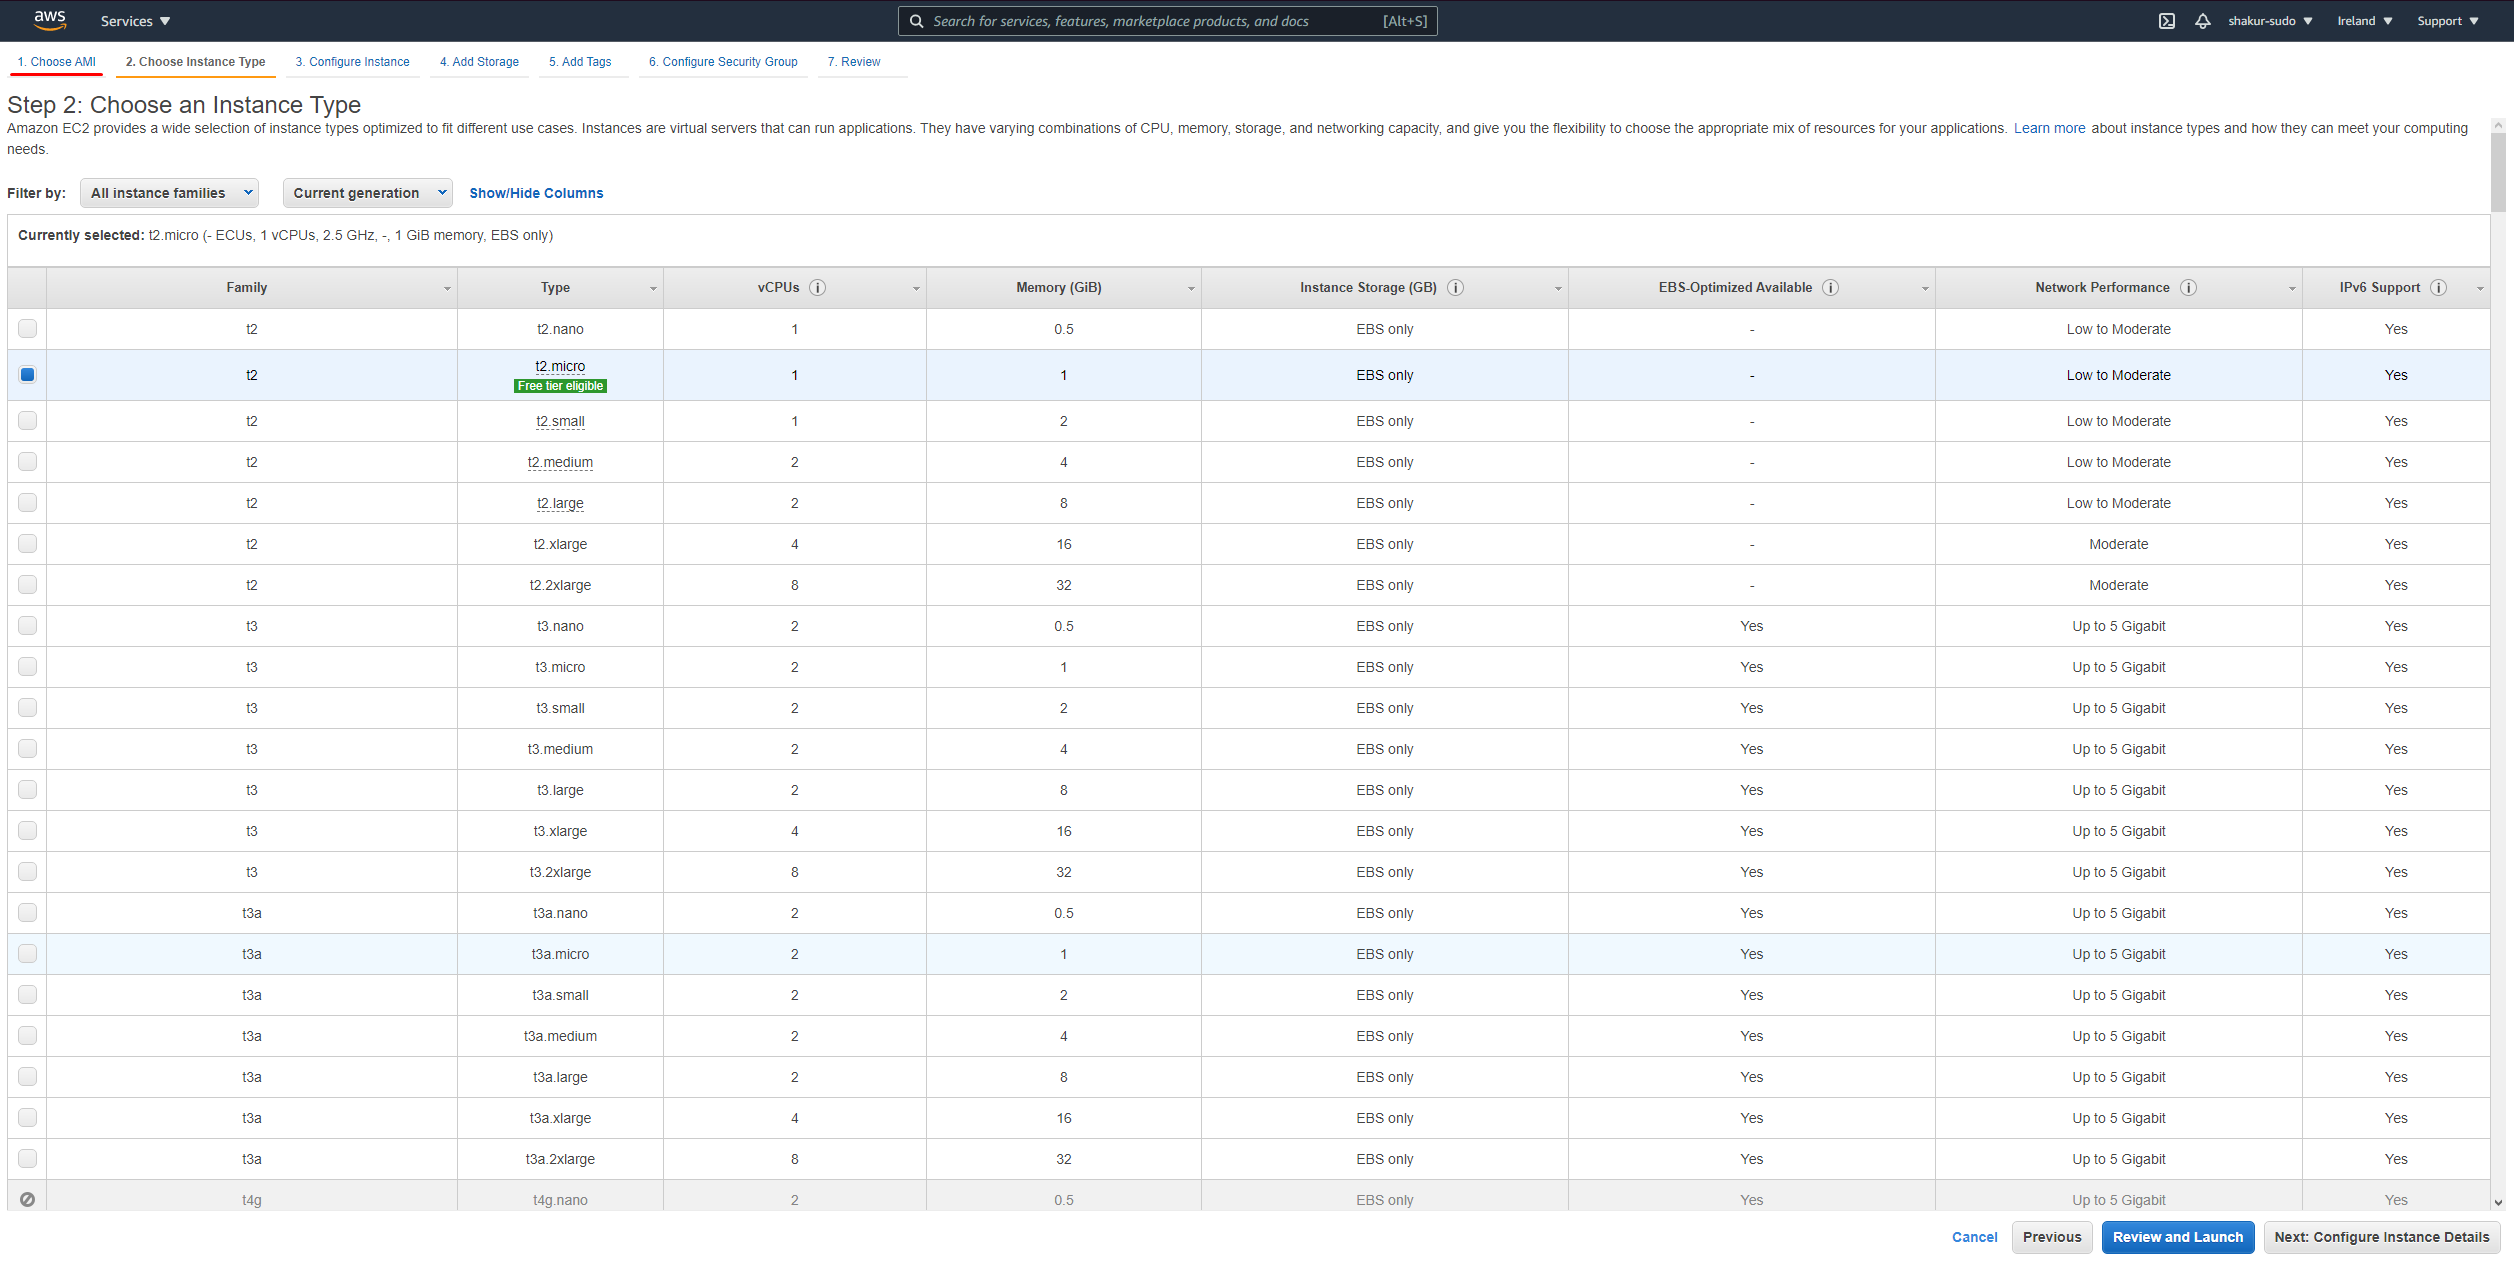 aws Services Search for services, features, marketplace products, and docs [Alt+S] shakur-sudo Ireland Support
1. Choose AMI 2. Choose Instance Type 3. Configure Instance 4. Add Storage 5. Add Tags 6. Configure Security Group 7. Review
Step 2: Choose an Instance Type
Amazon EC2 provides a wide selection of instance types optimized to fit different use cases. Instances are virtual servers that can run applications. They have varying combinations of CPU, memory, storage, and networking capacity, and give you the flexibility to choose the appropriate mix of resources for your applications. Learn more about instance types and how they can meet your computing
needs.
Filter by: All instance families Current generation Show/Hide Columns
Currently selected: t2.micro (- ECUs, 1 vCPUs, 2.5 GHz, -, 1 GiB memory, EBS only)
Family Type vCPUs i Memory (GiB) Instance Storage (GB) i EBS-Optimized Available i Network Performance i IPv6 Support i
t2 t2.nano 1 0.5 EBS only - Low to Moderate Yes
t2 t2.micro 1 1 EBS only - Low to Moderate Yes
Free tier eligible
t2 t2.small 1 2 EBS only - Low to Moderate Yes
t2 t2.medium 2 4 EBS only - Low to Moderate Yes
t2 t2.large 2 8 EBS only - Low to Moderate Yes
t2 t2.xlarge 4 16 EBS only - Moderate Yes
t2 t2.2xlarge 8 32 EBS only - Moderate Yes
t3 t3.nano 2 0.5 EBS only Yes Up to 5 Gigabit Yes
t3 t3.micro 2 1 EBS only Yes Up to 5 Gigabit Yes
t3 t3.small 2 2 EBS only Yes Up to 5 Gigabit Yes
t3 t3.medium 2 4 EBS only Yes Up to 5 Gigabit Yes
t3 t3.large 2 8 EBS only Yes Up to 5 Gigabit Yes
t3 t3.xlarge 4 16 EBS only Yes Up to 5 Gigabit Yes
t3 t3.2xlarge 8 32 EBS only Yes Up to 5 Gigabit Yes
t3a t3a.nano 2 0.5 EBS only Yes Up to 5 Gigabit Yes
t3a t3a.micro 2 1 EBS only Yes Up to 5 Gigabit Yes
t3a t3a.small 2 2 EBS only Yes Up to 5 Gigabit Yes
t3a t3a.medium 2 4 EBS only Yes Up to 5 Gigabit Yes
t3a t3a.large 2 8 EBS only Yes Up to 5 Gigabit Yes
t3a t3a.xlarge 4 16 EBS only Yes Up to 5 Gigabit Yes
t3a t3a.2xlarge 8 32 EBS only Yes Up to 5 Gigabit Yes
t4g t4g.nano 2 0.5 EBS only Yes Up to 5 Gigabit Yes
Cancel Previous Review and Launch Next: Configure Instance Details